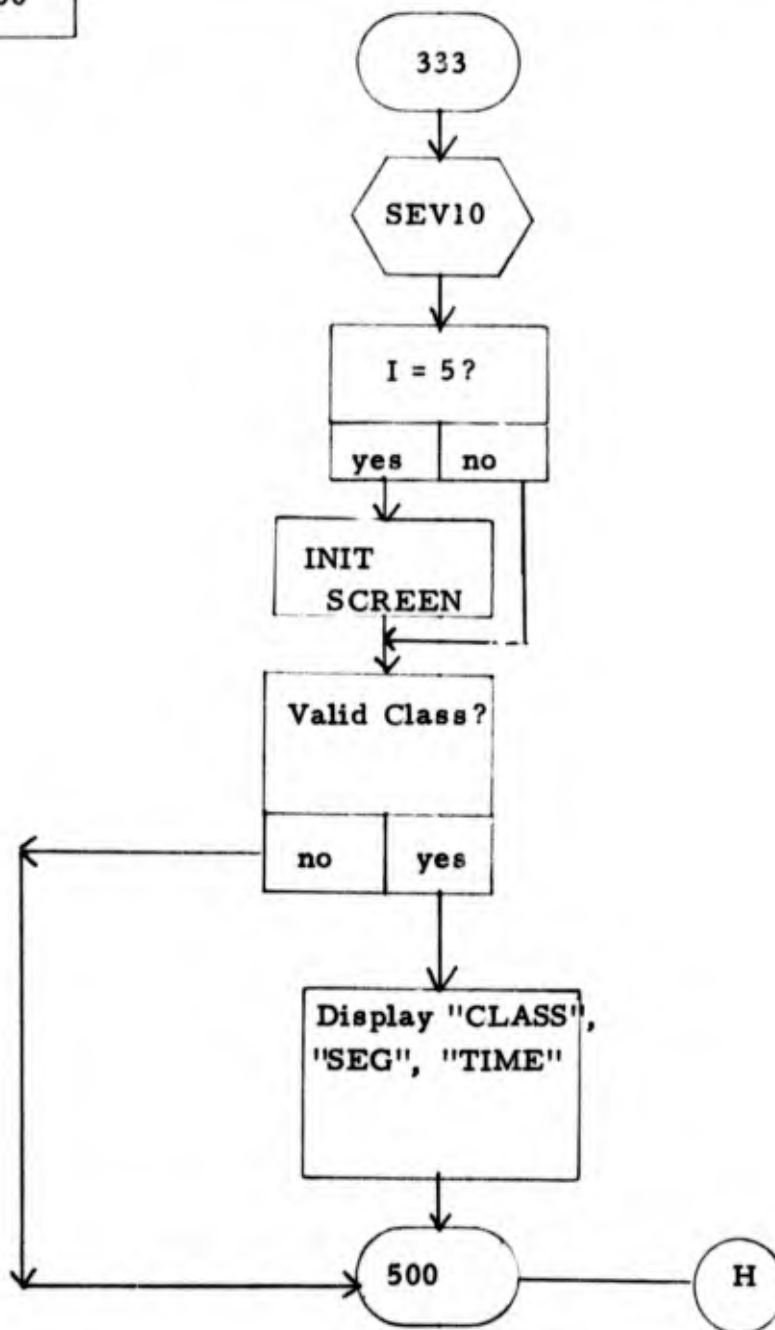 333
SEV10
I = 5?
yes no
INIT
SCREEN
Valid Class?
no yes
Display "CLASS",
"SEG", "TIME"
500
H